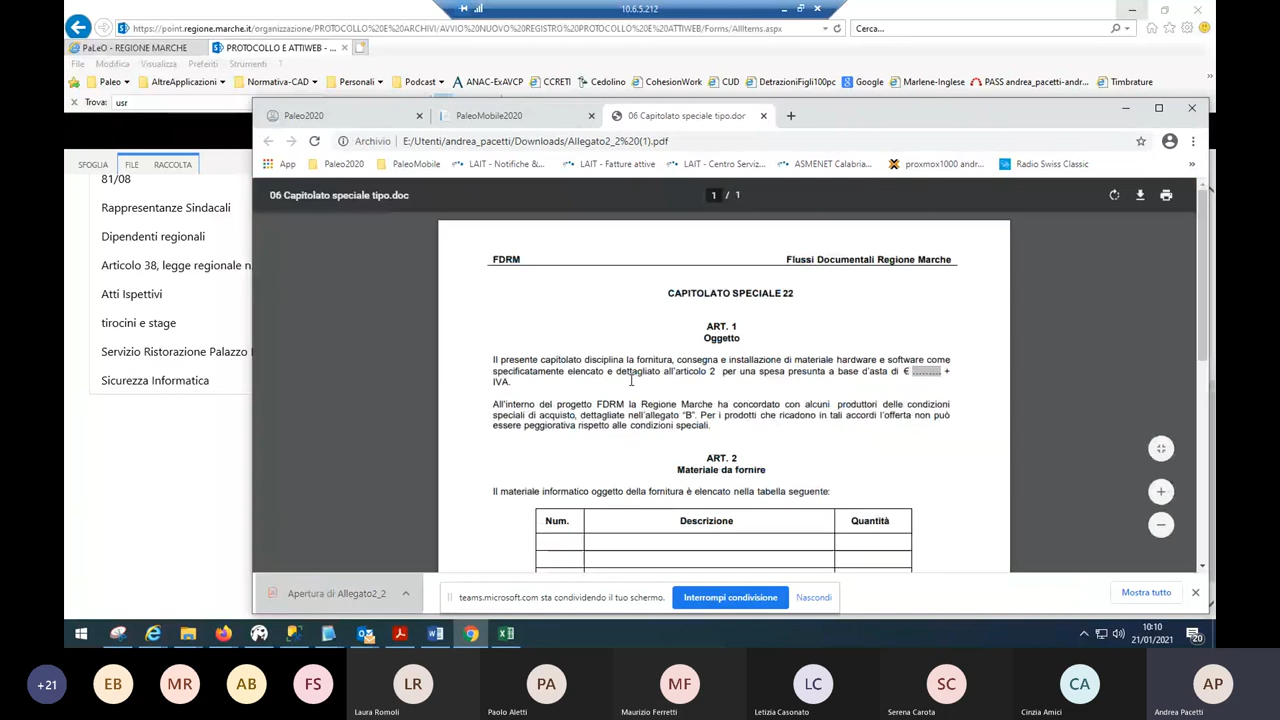 10.6.5.212
https://point.regione.marche.it/organizzazione/PROTOCOLLO%20E%20ARCHIVI/AVVIO%20NUOVO%20REGISTRO%20PROTOCOLLO%20E%20ATTIWEB/Forms/AllItems.aspx
Cerca...
PaLeO - REGIONE MARCHE
PROTOCOLLO E ATTIWEB - ...
File Modifica Visualizza Preferiti Strumenti
Paleo AltreApplicazioni Normativa-CAD Personali Podcast ANAC-ExAVCP CCRETI Cedolino CohesionWork CUD DetrazioniFigli100pc Google Marlene-Inglese PASS andrea_pacetti-andr... Timbrature
Trova: usr
Paleo2020
PaleoMobile2020
06 Capitolato speciale tipo.doc
Archivio E:/Utenti/andrea_pacetti/Downloads/Allegato2_2%20(1).pdf
App Paleo2020 PaleoMobile LAIT - Notifiche &... LAIT - Fatture attive LAIT - Centro Serviz... ASMENET Calabria... proxmox1000 andr... Radio Swiss Classic
SFOGLIA FILE RACCOLTA
81/08
Rappresentanze Sindacali
Dipendenti regionali
Articolo 38, legge regionale n.
Atti Ispettivi
tirocini e stage
Servizio Ristorazione Palazzo
Sicurezza Informatica
06 Capitolato speciale tipo.doc
1 / 1
FDRM Flussi Documentali Regione Marche
CAPITOLATO SPECIALE 22
ART. 1
Oggetto
Il presente capitolato disciplina la fornitura, consegna e installazione di materiale hardware e software come
specificatamente elencato e dettagliato all'articolo 2 per una spesa presunta a base d'asta di € ........ +
IVA.
All'interno del progetto FDRM la Regione Marche ha concordato con alcuni produttori delle condizioni
speciali di acquisto, dettagliate nell'allegato "B". Per i prodotti che ricadono in tali accordi l'offerta non può
essere peggiorativa rispetto alle condizioni speciali.
ART. 2
Materiale da fornire
Il materiale informatico oggetto della fornitura è elencato nella tabella seguente:
Num. Descrizione Quantità
Apertura di Allegato2_2
teams.microsoft.com sta condividendo il tuo schermo.
Interrompi condivisione
Nascondi
Mostra tutto
10:10
21/01/2021
20
+21 EB MR AB FS LR PA MF LC SC CA AP
Laura Romoli
Paolo Aletti
Maurizio Ferretti
Letizia Casonato
Serena Carota
Cinzia Amici
Andrea Pacetti